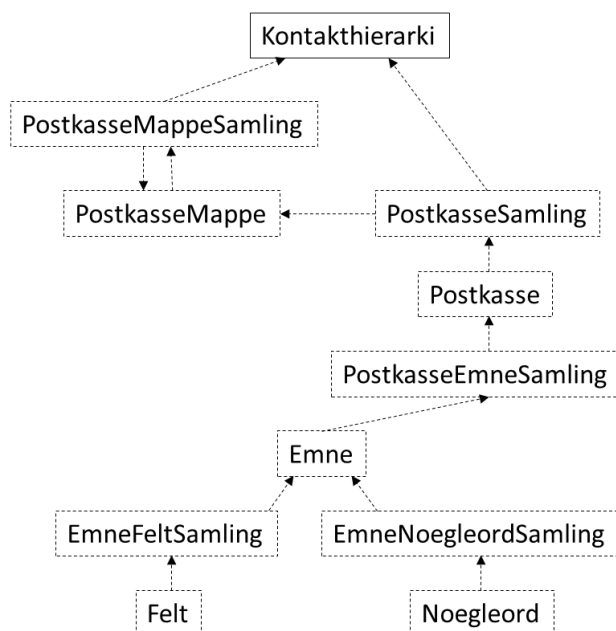 Kontakthierarki
PostkasseMappeSamling
PostkasseMappe
PostkasseSamling
Postkasse
PostkasseEmneSamling
Emne
EmneFeltSamling
EmneNoegleordSamling
Felt
Noegleord